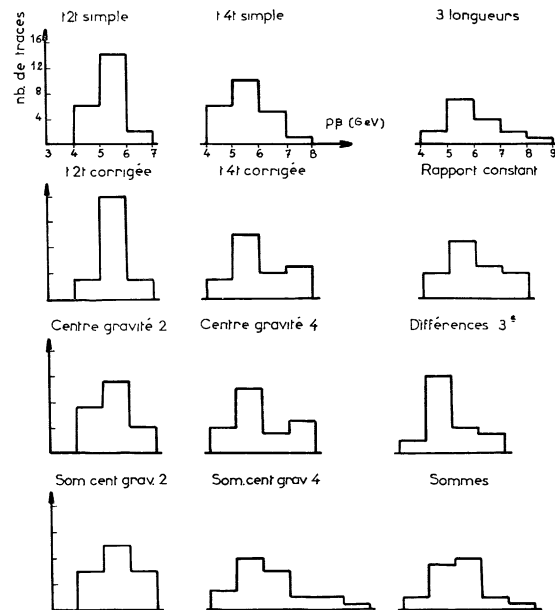 t2t simple t4t simple 3 longueurs
nb. de traces
16
12
8
4
pβ (GeV)
3 4 5 6 7 4 5 6 7 8 4 5 6 7 8 9
t2t corrigée t4t corrigée Rapport constant
Centre gravité 2 Centre gravité 4 Différences 3e
Som cent grav. 2 Som.cent grav 4 Sommes